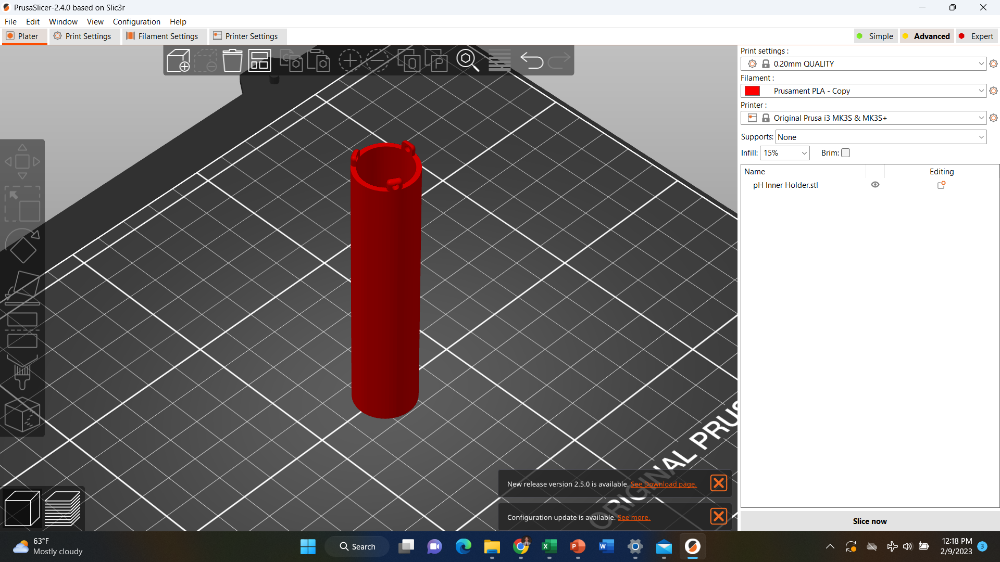 PrusaSlicer-2.4.0 based on Slic3r
File Edit Window View Configuration Help
Plater Print Settings Filament Settings Printer Settings Simple Advanced Expert
Print settings :
0.20mm QUALITY
Filament :
Prusament PLA - Copy
Printer :
Original Prusa i3 MK3S & MK3S+
Supports: None
Infill: 15% Brim:
Name Editing
pH Inner Holder.stl
ORIGINAL PRUS
New release version 2.5.0 is available. See Download page.
Configuration update is available. See more.
Slice now
63°F
Mostly cloudy
Search
12:18 PM
2/9/2023
3